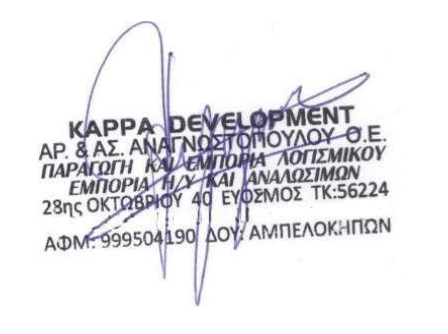 KAPPA DEVELOPMENT
ΑΡ. & ΑΣ. ΑΝΑΓΝΩΣΤΟΠΟΥΛΟΥ Ο.Ε.
ΠΑΡΑΓΩΓΗ ΚΑΙ ΕΜΠΟΡΙΑ ΛΟΓΙΣΜΙΚΟΥ
ΕΜΠΟΡΙΑ Η/Υ ΚΑΙ ΑΝΑΛΩΣΙΜΩΝ
28ης ΟΚΤΩΒΡΙΟΥ 40 ΕΥΟΣΜΟΣ ΤΚ:56224
ΑΦΜ: 999504190 ΔΟΥ: ΑΜΠΕΛΟΚΗΠΩΝ